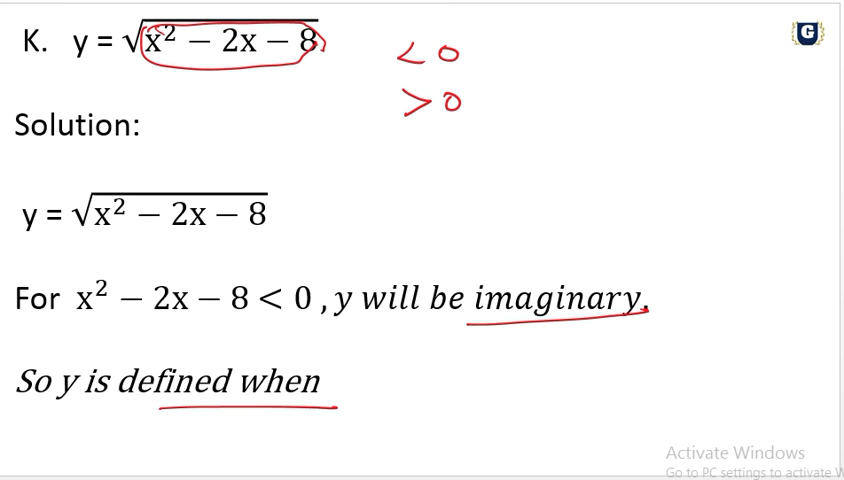 K. y = √x² − 2x − 8
< 0
> 0
G
Solution:
y = √x² − 2x − 8
For x² − 2x − 8 < 0 , y will be imaginary.
So y is defined when
Activate Windows
Go to PC settings to activate W